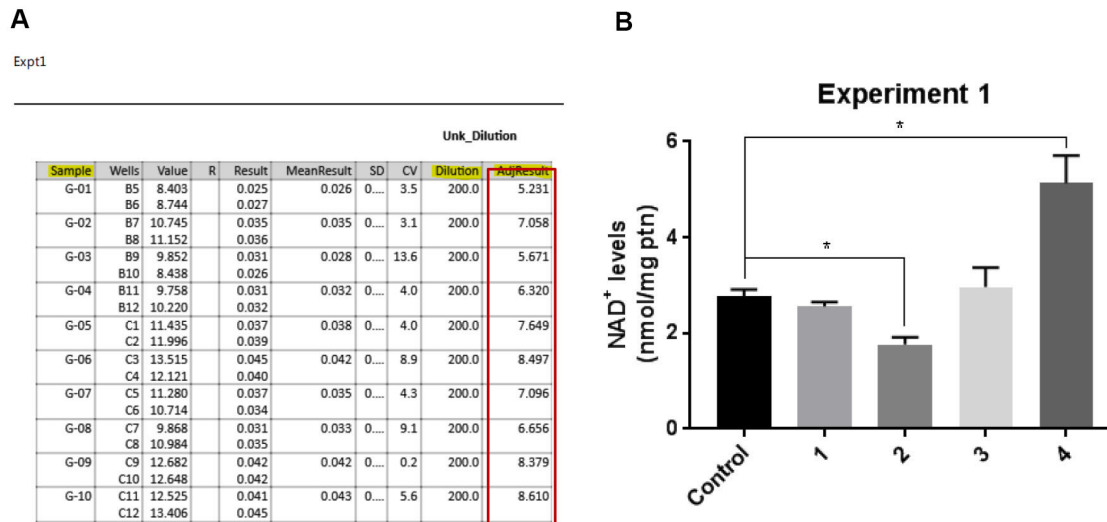 A
Expt1
Unk_Dilution
Sample Wells Value R Result MeanResult SD CV Dilution AdjResult
G-01 B5 8.403 0.025 0.026 0.... 3.5 200.0 5.231
B6 8.744 0.027
G-02 B7 10.745 0.035 0.035 0.... 3.1 200.0 7.058
B8 11.152 0.036
G-03 B9 9.852 0.031 0.028 0.... 13.6 200.0 5.671
B10 8.438 0.026
G-04 B11 9.758 0.031 0.032 0.... 4.0 200.0 6.320
B12 10.220 0.032
G-05 C1 11.435 0.037 0.038 0.... 4.0 200.0 7.649
C2 11.996 0.039
G-06 C3 13.515 0.045 0.042 0.... 8.9 200.0 8.497
C4 12.121 0.040
G-07 C5 11.280 0.037 0.035 0.... 4.3 200.0 7.096
C6 10.714 0.034
G-08 C7 9.868 0.031 0.033 0.... 9.1 200.0 6.656
C8 10.984 0.035
G-09 C9 12.682 0.042 0.042 0.... 0.2 200.0 8.379
C10 12.648 0.042
G-10 C11 12.525 0.041 0.043 0.... 5.6 200.0 8.610
C12 13.406 0.045
B
Experiment 1
NAD+ levels
(nmol/mg ptn)
6
4
2
0
*
*
Control 1 2 3 4